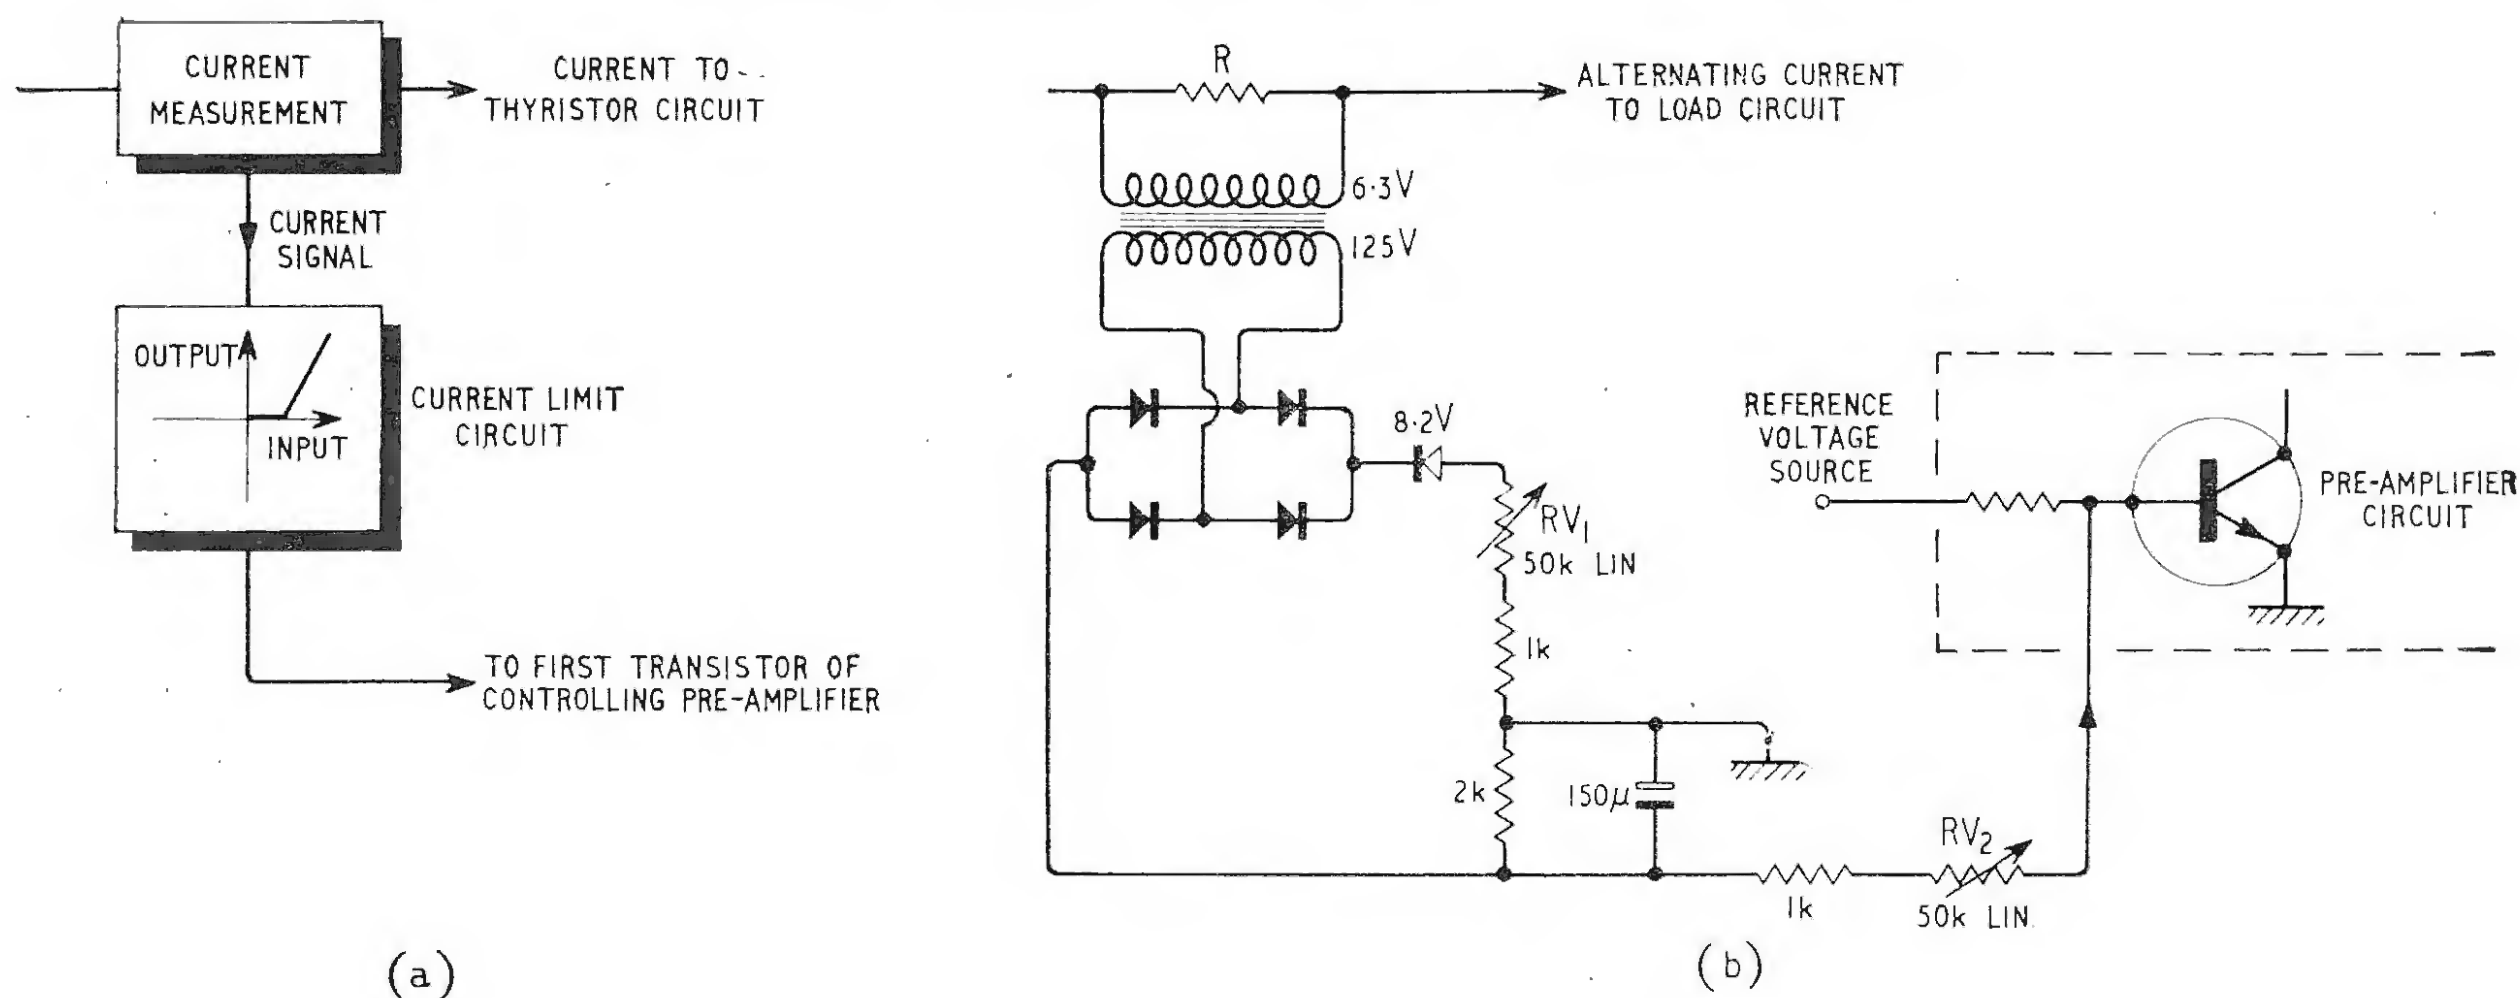 CURRENT
MEASUREMENT
CURRENT TO
THYRISTOR CIRCUIT
CURRENT
SIGNAL
OUTPUT
INPUT
CURRENT LIMIT
CIRCUIT
TO FIRST TRANSISTOR OF
CONTROLLING PRE-AMPLIFIER
(a)
R
ALTERNATING CURRENT
TO LOAD CIRCUIT
6·3V
125V
8·2V
RV1
50k LIN
1k
2k
150μ
1k
RV2
50k LIN.
REFERENCE
VOLTAGE
SOURCE
PRE-AMPLIFIER
CIRCUIT
(b)